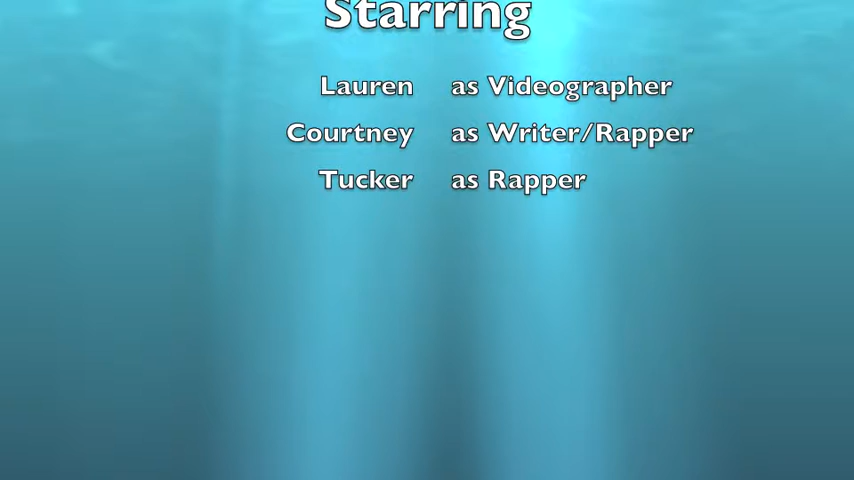 Starring
Lauren as Videographer
Courtney as Writer/Rapper
Tucker as Rapper